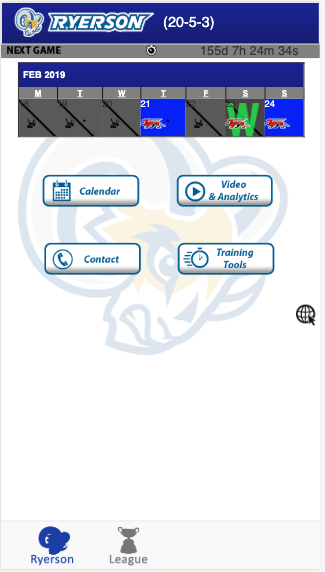 RYERSON (20-5-3)
NEXT GAME 155d 7h 24m 34s
FEB 2019
M T W T F S S
21 W 24
Calendar
Video
& Analytics
Contact
Training
Tools
Ryerson League